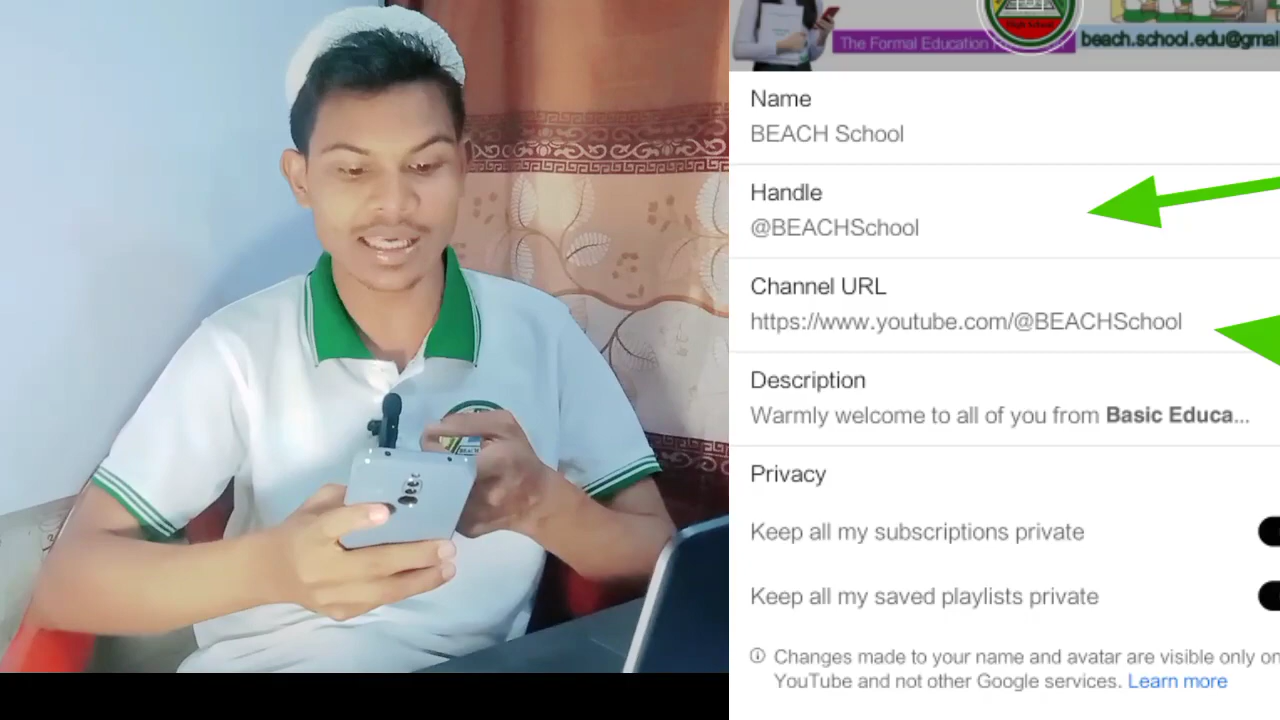 High School
The Formal Education
beach.school.edu@gmai
Name
BEACH School
Handle
@BEACHSchool
Channel URL
https://www.youtube.com/@BEACHSchool
Description
Warmly welcome to all of you from Basic Educa...
Privacy
Keep all my subscriptions private
Keep all my saved playlists private
Changes made to your name and avatar are visible only on
YouTube and not other Google services. Learn more
BEACH